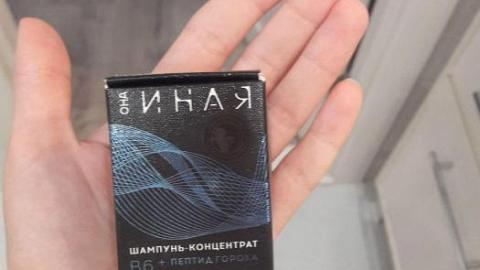 ОНА
ИНАЯ
ШАМПУНЬ-КОНЦЕНТРАТ
B6 + ПЕПТИД ГОРОХА